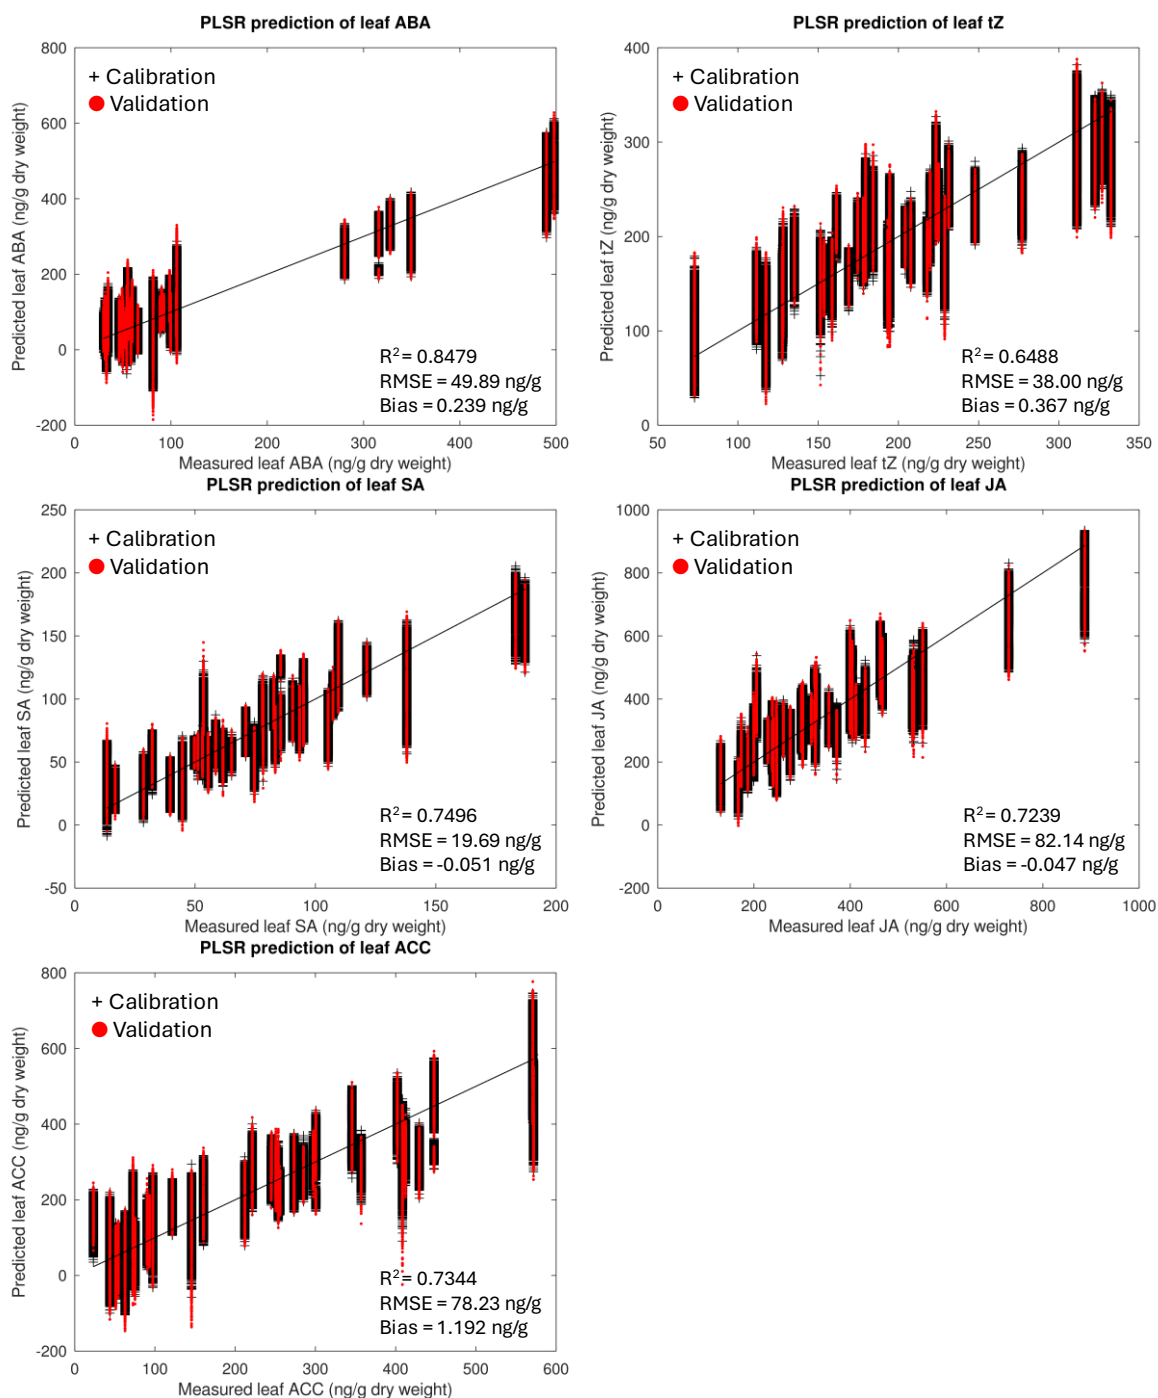 PLSR prediction of leaf ABA
800
600
400
200
0
-200
0 100 200 300 400 500
Predicted leaf ABA (ng/g dry weight)
Measured leaf ABA (ng/g dry weight)
+ Calibration
Validation
R² = 0.8479
RMSE = 49.89 ng/g
Bias = 0.239 ng/g
PLSR prediction of leaf tZ
400
300
200
100
0
50 100 150 200 250 300 350
Predicted leaf tZ (ng/g dry weight)
Measured leaf tZ (ng/g dry weight)
+ Calibration
Validation
R² = 0.6488
RMSE = 38.00 ng/g
Bias = 0.367 ng/g
PLSR prediction of leaf SA
250
200
150
100
50
0
-50
0 50 100 150 200
Predicted leaf SA (ng/g dry weight)
Measured leaf SA (ng/g dry weight)
+ Calibration
Validation
R² = 0.7496
RMSE = 19.69 ng/g
Bias = -0.051 ng/g
PLSR prediction of leaf JA
1000
800
600
400
200
0
-200
0 200 400 600 800 1000
Predicted leaf JA (ng/g dry weight)
Measured leaf JA (ng/g dry weight)
+ Calibration
Validation
R² = 0.7239
RMSE = 82.14 ng/g
Bias = -0.047 ng/g
PLSR prediction of leaf ACC
800
600
400
200
0
-200
0 100 200 300 400 500 600
Predicted leaf ACC (ng/g dry weight)
Measured leaf ACC (ng/g dry weight)
+ Calibration
Validation
R² = 0.7344
RMSE = 78.23 ng/g
Bias = 1.192 ng/g